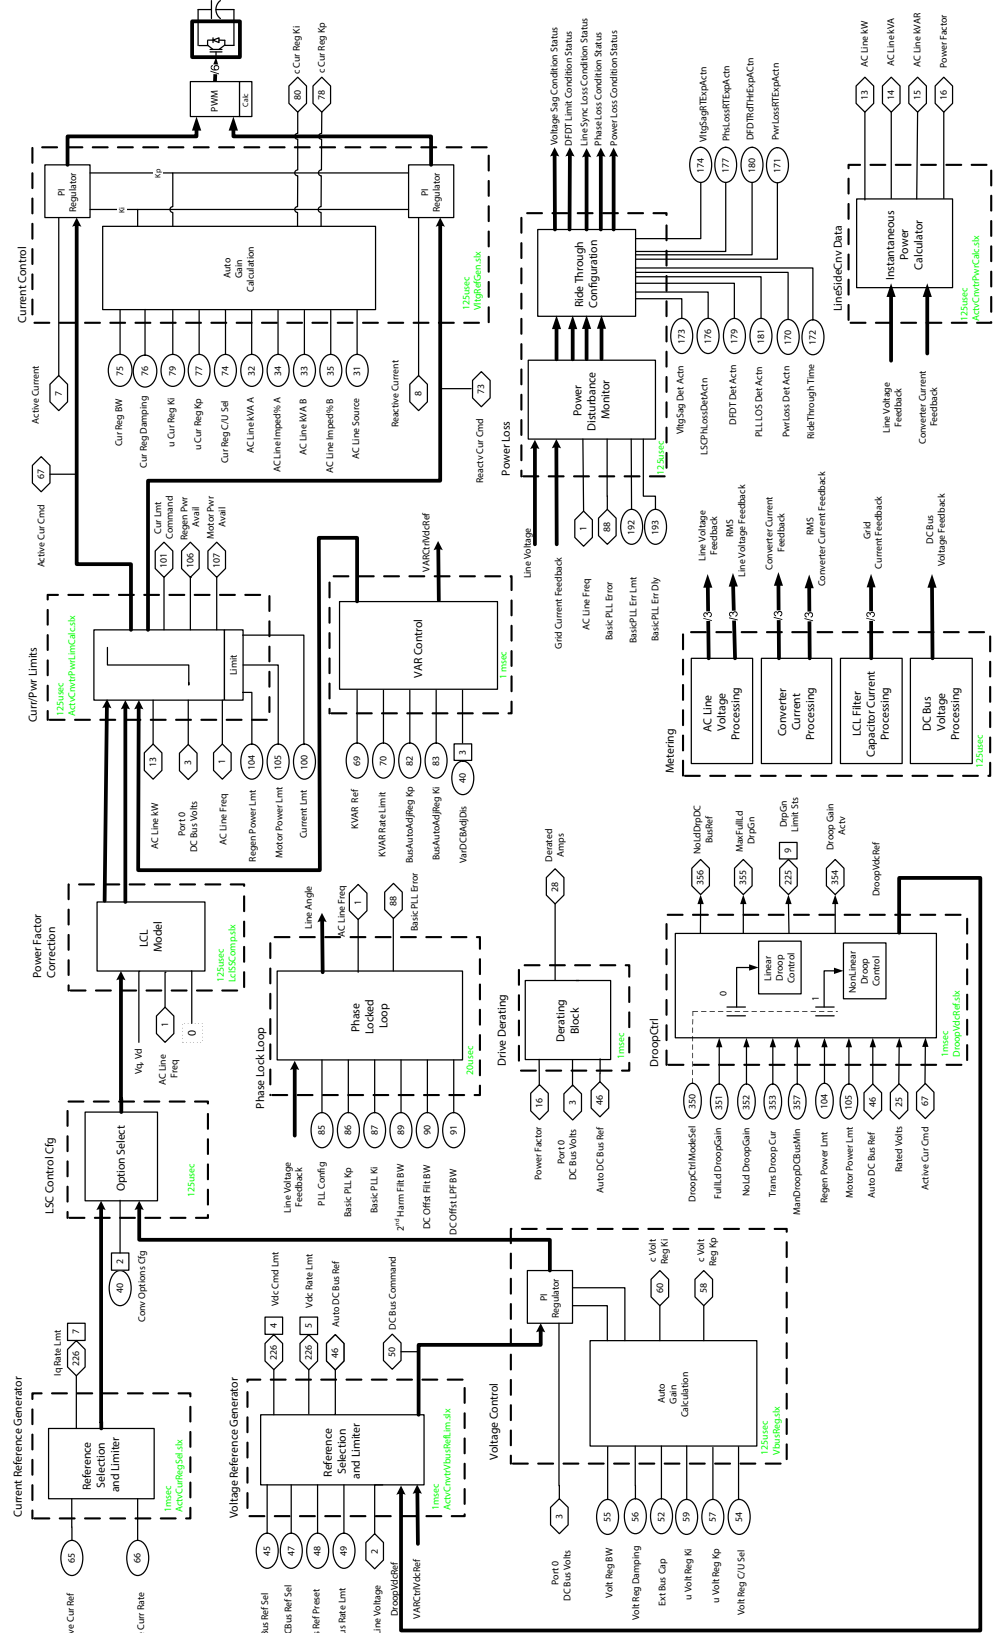 Current Reference Generator
Reference
Selection
and Limiter
1msec
ActvCurRegSel.slx
65
ve Cur Ref
66
Curr Rate
Iq Rate Lmt
226
7
LSC Control Cfg
Option Select
125usec
40
2
Conv Options Cfg
Power Factor
Correction
LCL
Model
125usec
LclSSComp.slx
Vq, Vd
1
AC Line
Freq
0
Curr/Pwr Limits
125usec
ActvCnvtrPwrLimCalc.slx
Limit
13
AC Line kW
3
Port 0
DC Bus Volts
1
AC Line Freq
104
Regen Power Lmt
105
Motor Power Lmt
100
Current Lmt
101
Cur Lmt
Command
106
Regen Pwr
Avail
107
Motor Pwr
Avail
Active Cur Cmd
67
Current Control
PI
Regulator
Ki
Kp
PI
Regulator
Auto
Gain
Calculation
125usec
VltgRefGen.slx
Active Current
7
75
Cur Reg BW
76
Cur Reg Damping
79
u Cur Reg Ki
77
u Cur Reg Kp
74
Cur Reg C/U Sel
32
AC Line kVA A
34
AC Line Imped% A
33
AC Line kVA B
35
AC Line Imped% B
31
AC Line Source
Reactive Current
8
73
Reactv Cur Cmd
PWM
Calc
/6
80
c Cur Reg Ki
78
c Cur Reg Kp
Voltage Reference Generator
Reference
Selection
and Limiter
1msec
ActvCnvtrVbusRefLim.slx
45
Bus Ref Sel
47
CBus Ref Sel
48
s Ref Preset
49
us Rate Lmt
2
Line Voltage
DroopVdcRef
VARCtrlVdcRef
226
4
Vdc Cmd Lmt
226
5
Vdc Rate Lmt
46
Auto DC Bus Ref
50
DC Bus Command
Phase Lock Loop
Phase
Locked
Loop
20usec
Line Voltage
Feedback
85
PLL Config
86
Basic PLL Kp
87
Basic PLL Ki
89
2nd Harm Filt BW
90
DC Offst Filt BW
91
DC Offst LPF BW
Line Angle
1
AC Line Freq
88
Basic PLL Error
VAR Control
1msec
69
KVAR Ref
70
KVAR Rate Limit
82
BusAutoAdjReg Kp
83
BusAutoAdjReg Ki
40
3
VarDCBAdjDis
VARCtrlVdcRef
Voltage Control
PI
Regulator
Auto
Gain
Calculation
125usec
VbusReg.slx
3
Port 0
DC Bus Volts
55
Volt Reg BW
56
Volt Reg Damping
52
Ext Bus Cap
59
u Volt Reg Ki
57
u Volt Reg Kp
54
Volt Reg C/U Sel
60
c Volt
Reg Ki
58
c Volt
Reg Kp
Drive Derating
Derating
Block
1msec
16
Power Factor
3
Port 0
DC Bus Volts
46
Auto DC Bus Ref
28
Derated
Amps
DroopCtrl
0
Linear
Droop
Control
1
NonLinear
Droop
Control
1msec
DroopVdcRef.slx
350
DroopCtrlModeSel
351
FullLd DroopGain
352
NoLd DroopGain
353
Trans Droop Cur
357
ManDroopDCBusMin
104
Regen Power Lmt
105
Motor Power Lmt
46
Auto DC Bus Ref
25
Rated Volts
67
Active Cur Cmd
356
NoLdDrpDC
BusRef
355
MaxFullLd
DrpGn
225
9
DrpGn
Limit Sts
354
Droop Gain
Actv
DroopVdcRef
Metering
AC Line
Voltage
Processing
Converter
Current
Processing
LCL Filter
Capacitor Current
Processing
DC Bus
Voltage
Processing
125usec
/3
/3
/3
/3
/3
Line Voltage
Feedback
RMS
Line Voltage Feedback
Converter Current
Feedback
RMS
Converter Current Feedback
Grid
Current Feedback
DC Bus
Voltage Feedback
Power Loss
Power
Disturbance
Monitor
125usec
Ride Through
Configuration
Line Voltage
Grid Current Feedback
1
AC Line Freq
88
Basic PLL Error
192
BasicPLL Err Lmt
193
BasicPLL Err Dly
Voltage Sag Condition Status
DFDT Limit Condition Status
Line Sync Loss Condition Status
Phase Loss Condition Status
Power Loss Condition Status
173
VltgSag Det Actn
176
LSCPhLossDetActn
179
DFDT Det Actn
181
PLL LOS Det Actn
170
PwrLoss Det Actn
172
RideThrough Time
174
VltgSagRTExpActn
177
PhsLossRTExpActn
180
DFDTRdTHrExpACtn
171
PwrLossRTExpActn
LineSideCnv Data
Instantaneous
Power
Calculator
125usec
ActvCnvtrPwrCalc.slx
Line Voltage
Feedback
Converter Current
Feedback
13
AC Line kW
14
AC Line kVA
15
AC Line kVAR
16
Power Factor